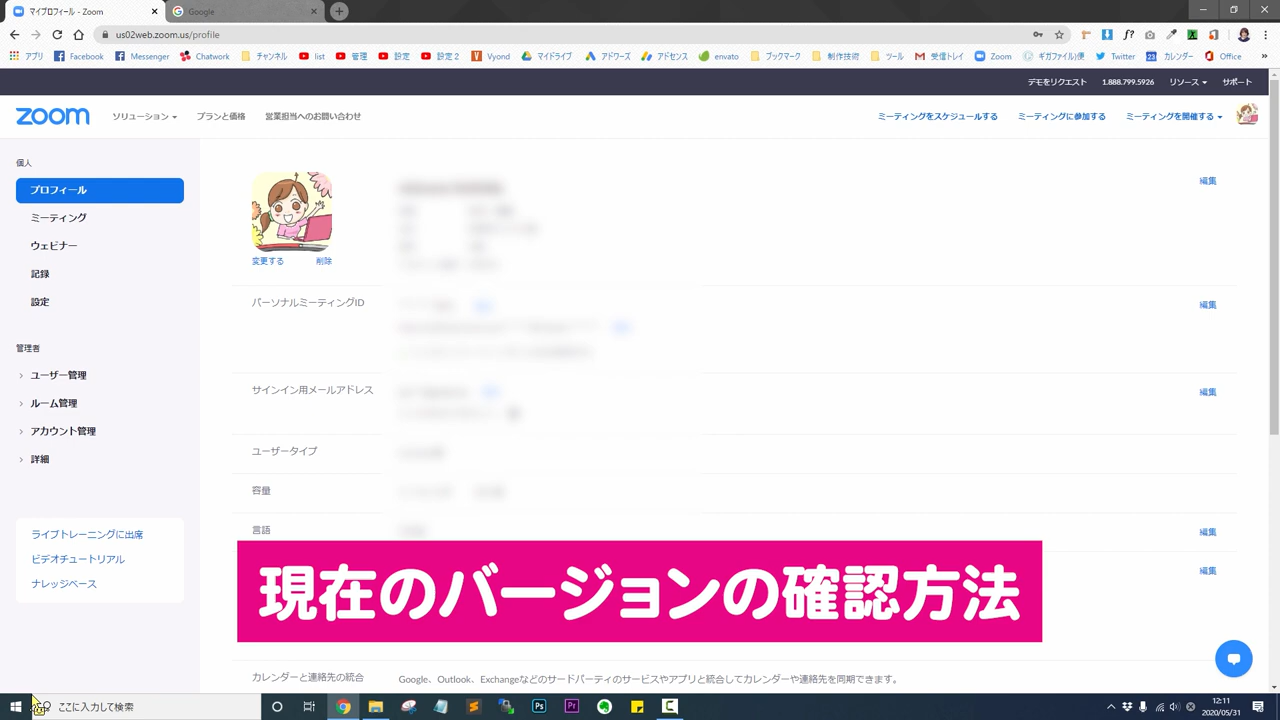 マイプロフィール - Zoom
Google
us02web.zoom.us/profile
アプリ Facebook Messenger Chatwork チャンネル list 管理 設定 設定２ Vyond マイドライブ アドワーズ アドセンス envato ブックマーク 制作技術 ツール 受信トレイ Zoom ギガファイル便 Twitter カレンダー Office
デモをリクエスト 1.888.799.5926 リソース サポート
zoom ソリューション プランと価格 営業担当へのお問い合わせ ミーティングをスケジュールする ミーティングに参加する ミーティングを開催する
個人
プロフィール
ミーティング
ウェビナー
記録
設定
管理者
ユーザー管理
ルーム管理
アカウント管理
詳細
ライブトレーニングに出席
ビデオチュートリアル
ナレッジベース
編集
変更する 削除
パーソナルミーティングID 編集
サインイン用メールアドレス 編集
ユーザータイプ
容量
言語 編集
編集
現在のバージョンの確認方法
カレンダーと連絡先の統合 Google、Outlook、Exchangeなどのサードパーティのサービスやアプリと統合してカレンダーや連絡先を同期できます。
ここに入力して検索
12:11
2020/05/31